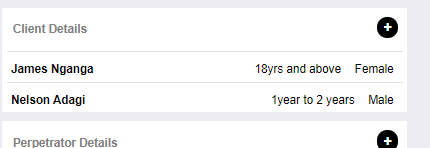 Client Details +
James Nganga 18yrs and above Female
Nelson Adagi 1year to 2 years Male
Perpetrator Details +